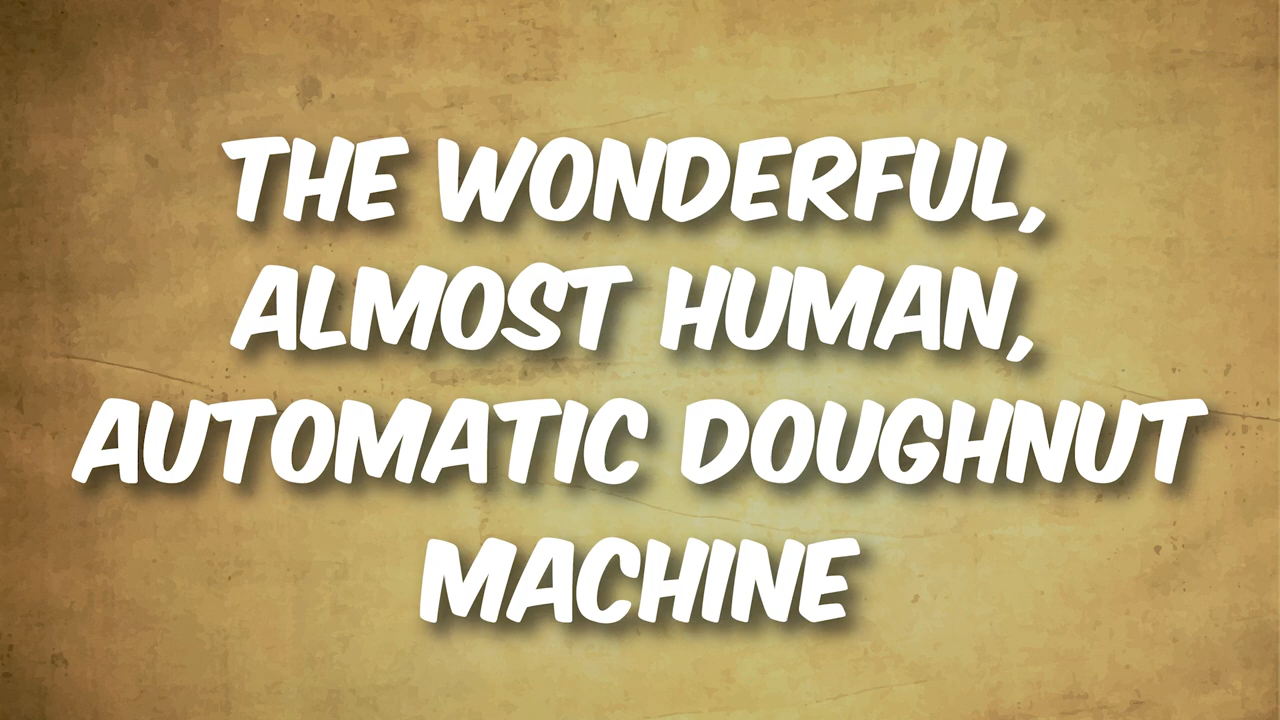 THE WONDERFUL,
ALMOST HUMAN,
AUTOMATIC DOUGHNUT
MACHINE